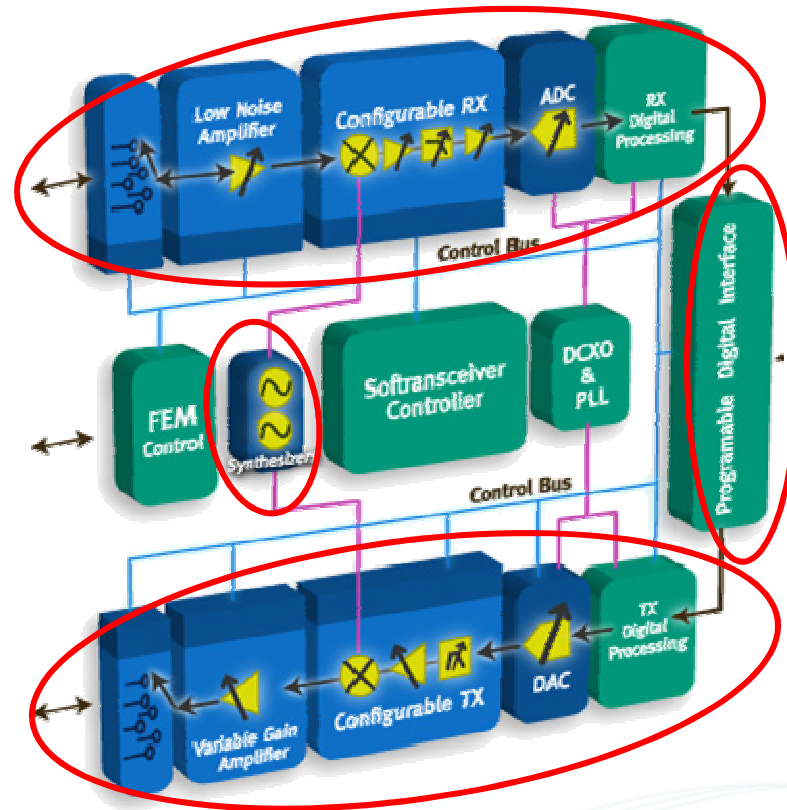 Low Noise
Amplifier
Configurable RX
ADC
RX
Digital
Processing
Control Bus
Programable Digital Interface
FEM
Control
Synthesizer
Softransceiver
Controller
DCXO
&
PLL
Control Bus
Variable Gain
Amplifier
Configurable TX
DAC
TX
Digital
Processing